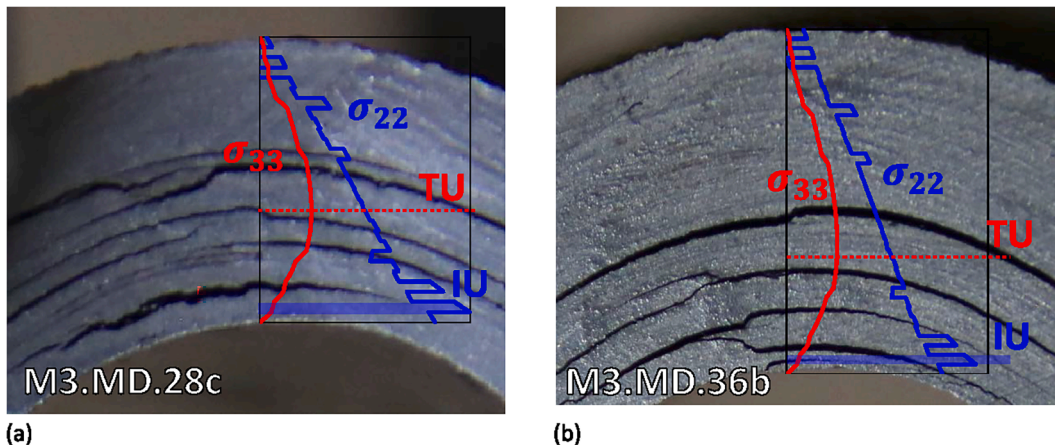 σ₂₂
σ₃₃
TU
IU
M3.MD.28c
(a)
σ₃₃
σ₂₂
TU
IU
M3.MD.36b
(b)